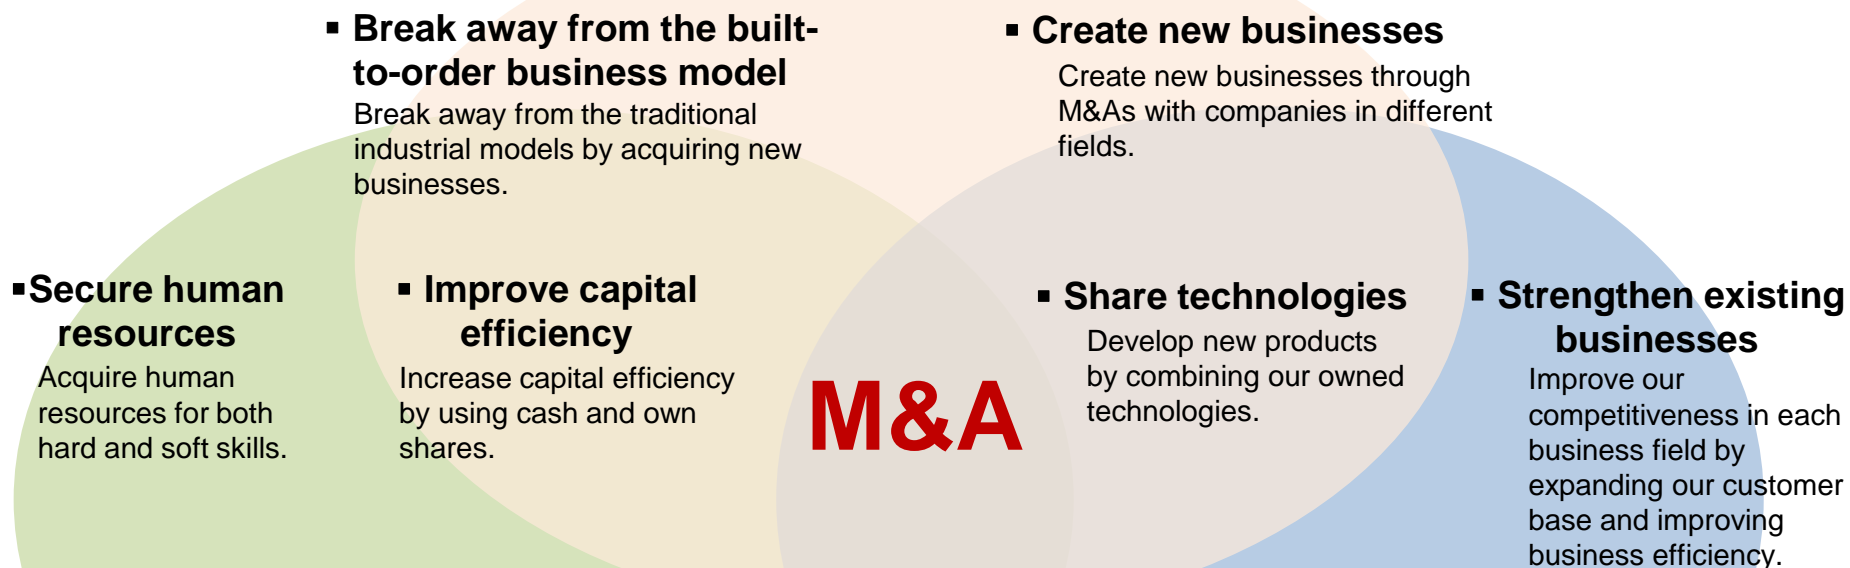 ▪ Break away from the built-
to-order business model
Break away from the traditional
industrial models by acquiring new
businesses.
▪ Create new businesses
Create new businesses through
M&As with companies in different
fields.
▪Secure human
resources
Acquire human
resources for both
hard and soft skills.
▪ Improve capital
efficiency
Increase capital efficiency
by using cash and own
shares.
M&A
▪ Share technologies
Develop new products
by combining our owned
technologies.
▪ Strengthen existing
businesses
Improve our
competitiveness in each
business field by
expanding our customer
base and improving
business efficiency.